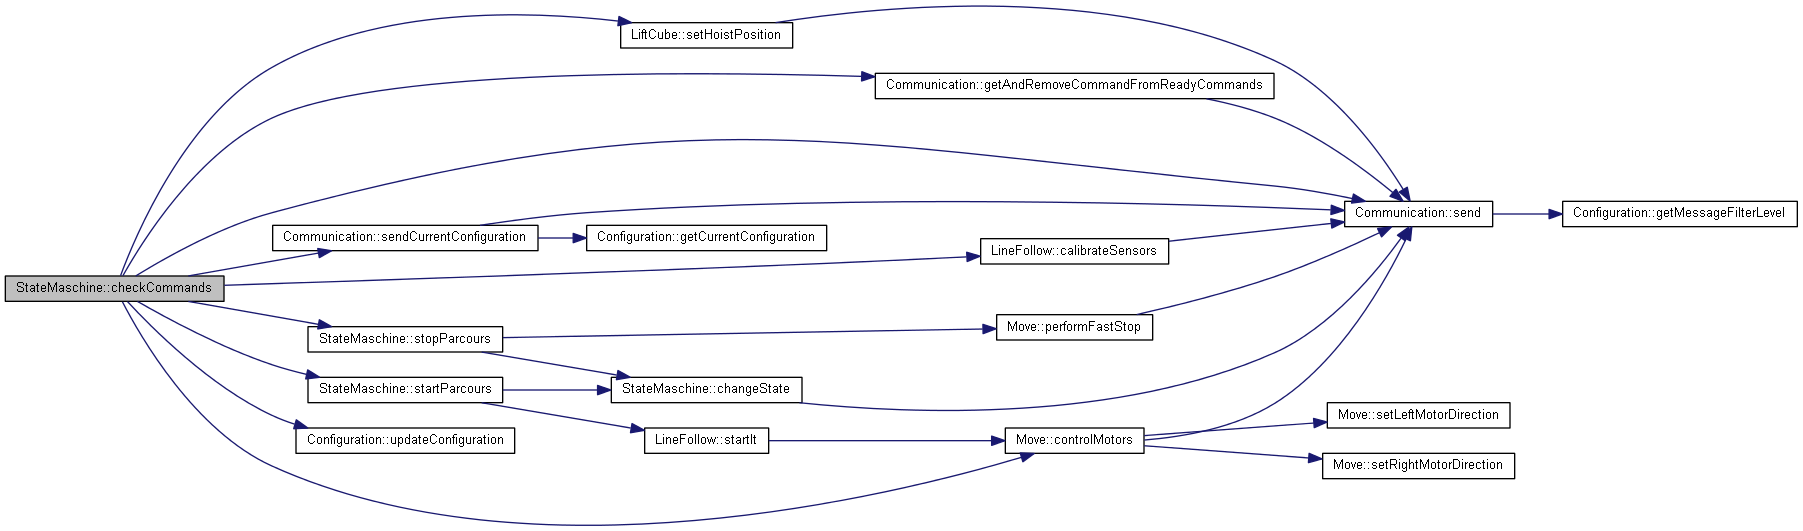 LiftCube::setHoistPosition
Communication::getAndRemoveCommandFromReadyCommands
Communication::send
Configuration::getMessageFilterLevel
Communication::sendCurrentConfiguration
Configuration::getCurrentConfiguration
LineFollow::calibrateSensors
StateMaschine::checkCommands
Move::performFastStop
StateMaschine::stopParcours
StateMaschine::startParcours
StateMaschine::changeState
Move::setLeftMotorDirection
Configuration::updateConfiguration
LineFollow::startIt
Move::controlMotors
Move::setRightMotorDirection